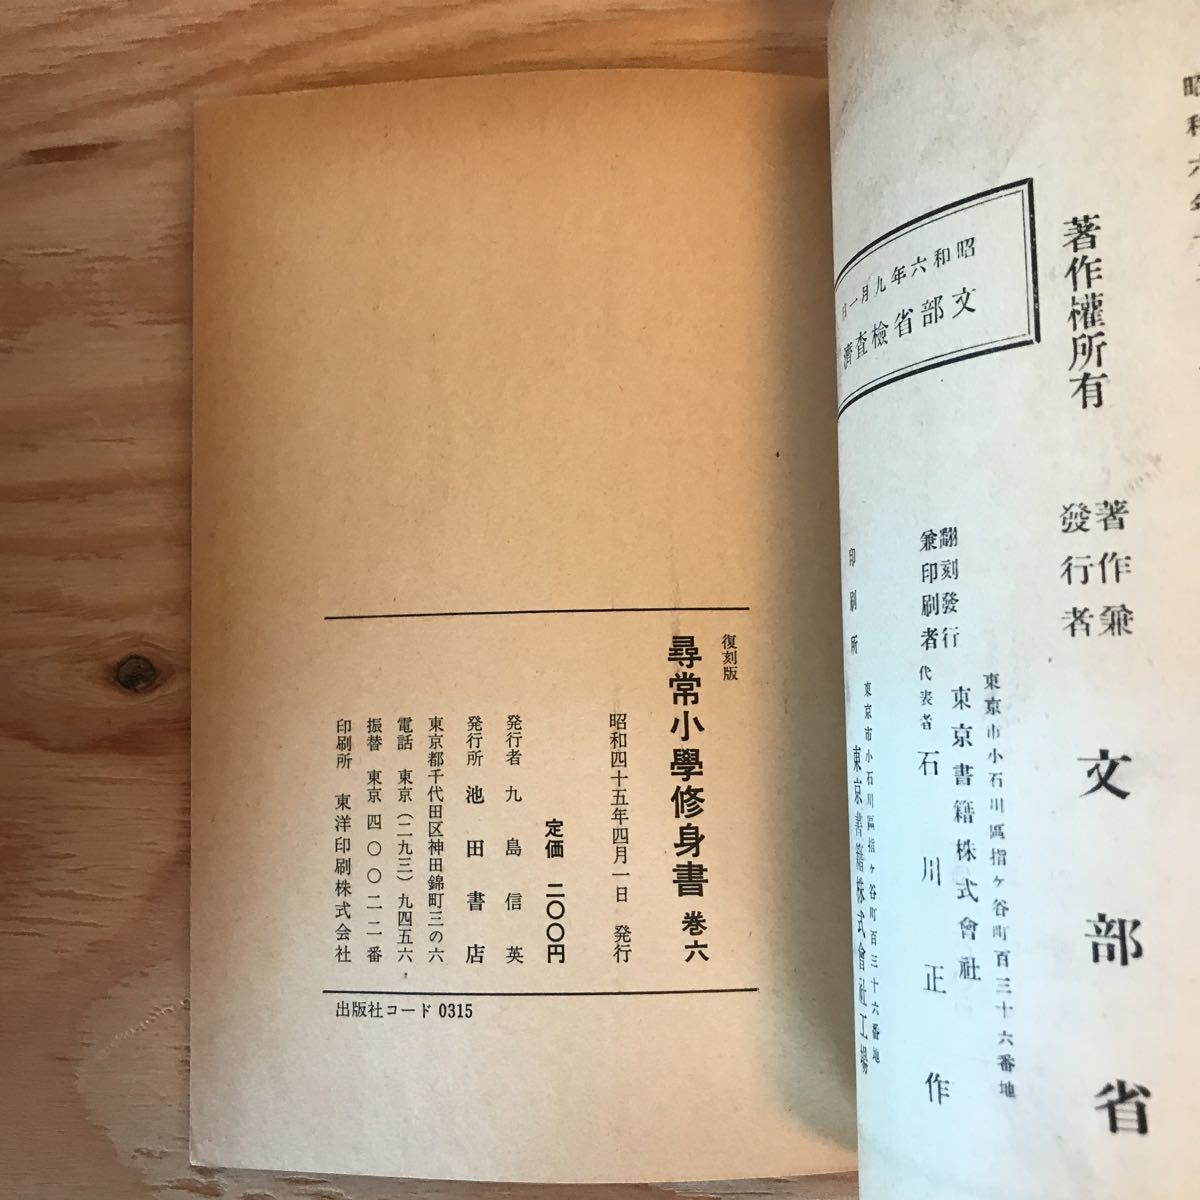 昭和六年
著作權所有
著作兼
發行者
文部省
東京市小石川區指ヶ谷町百三十六番地
翻刻發行
兼印刷者
東京書籍株式會社
代表者 石川正作
東京市小石川區指ヶ谷町百三十六番地
印刷所 東京書籍株式會社工場
昭和六年九月一日
文部省檢査濟
復刻版
尋常小學修身書 巻六
昭和四十五年四月一日 発行
定価 二〇〇円
発行者 九島信英
発行所 池田書店
東京都千代田区神田錦町三の六
電話 東京(二九三)九四五六
振替 東京 四〇〇二二番
印刷所 東洋印刷株式会社
出版社コード 0315